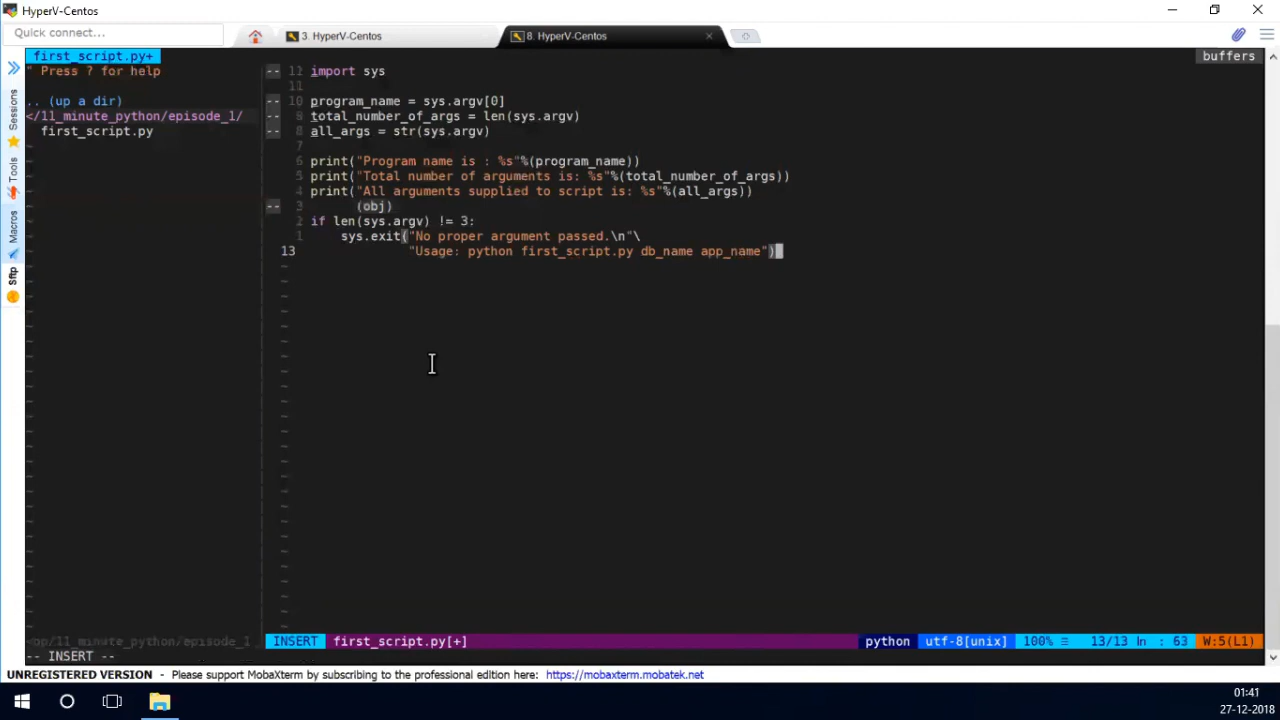 HyperV-Centos
Quick connect...
3. HyperV-Centos
8. HyperV-Centos
first_script.py+
buffers
" Press ? for help
.. (up a dir)
</11_minute_python/episode_1/
first_script.py
Sessions
Tools
Macros
Sftp
-- 12 import sys
11
-- 10 program_name = sys.argv[0]
-- 9 total_number_of_args = len(sys.argv)
-- 8 all_args = str(sys.argv)
7
6 print("Program name is : %s"%(program_name))
5 print("Total number of arguments is: %s"%(total_number_of_args))
4 print("All arguments supplied to script is: %s"%(all_args))
-- 3 (obj)
2 if len(sys.argv) != 3:
1 sys.exit("No proper argument passed.\n"\
13 "Usage: python first_script.py db_name app_name")
<op/11_minute_python/episode_1
INSERT first_script.py[+] python utf-8[unix] 100% ≡ 13/13 ln : 63 W:5(L1)
-- INSERT --
UNREGISTERED VERSION - Please support MobaXterm by subscribing to the professional edition here: https://mobaxterm.mobatek.net
01:41
27-12-2018